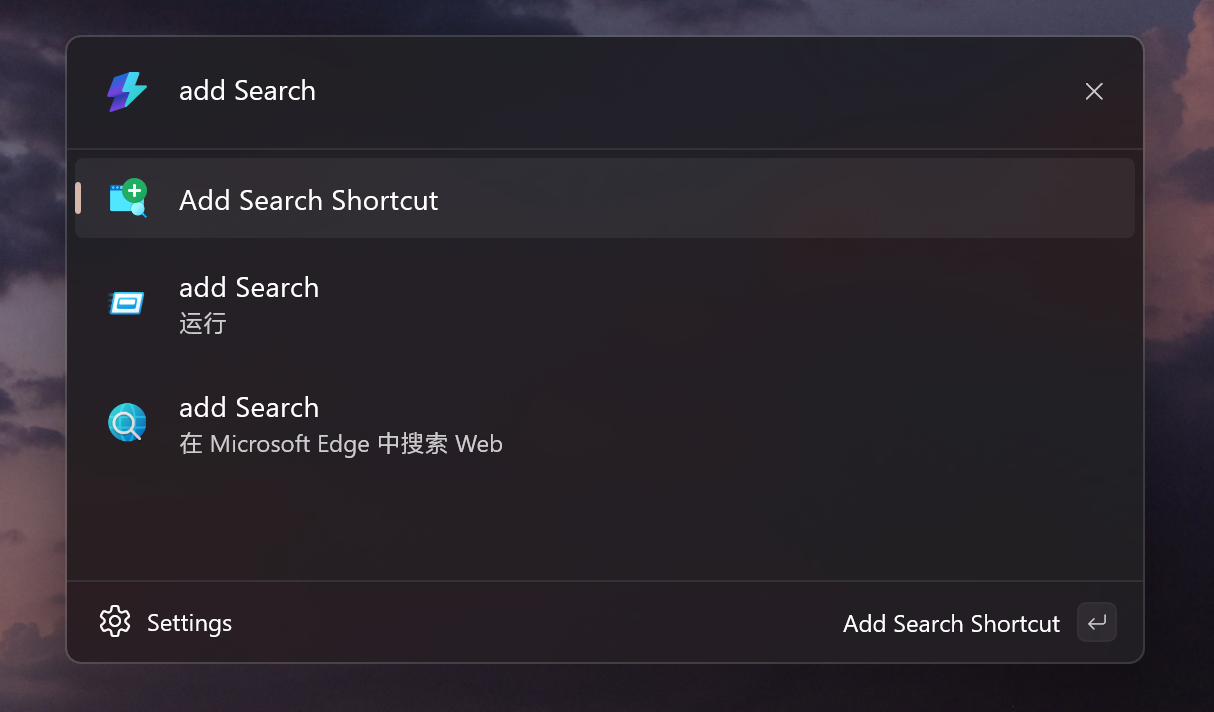 add Search
Add Search Shortcut
add Search
运行
add Search
在 Microsoft Edge 中搜索 Web
Settings
Add Search Shortcut